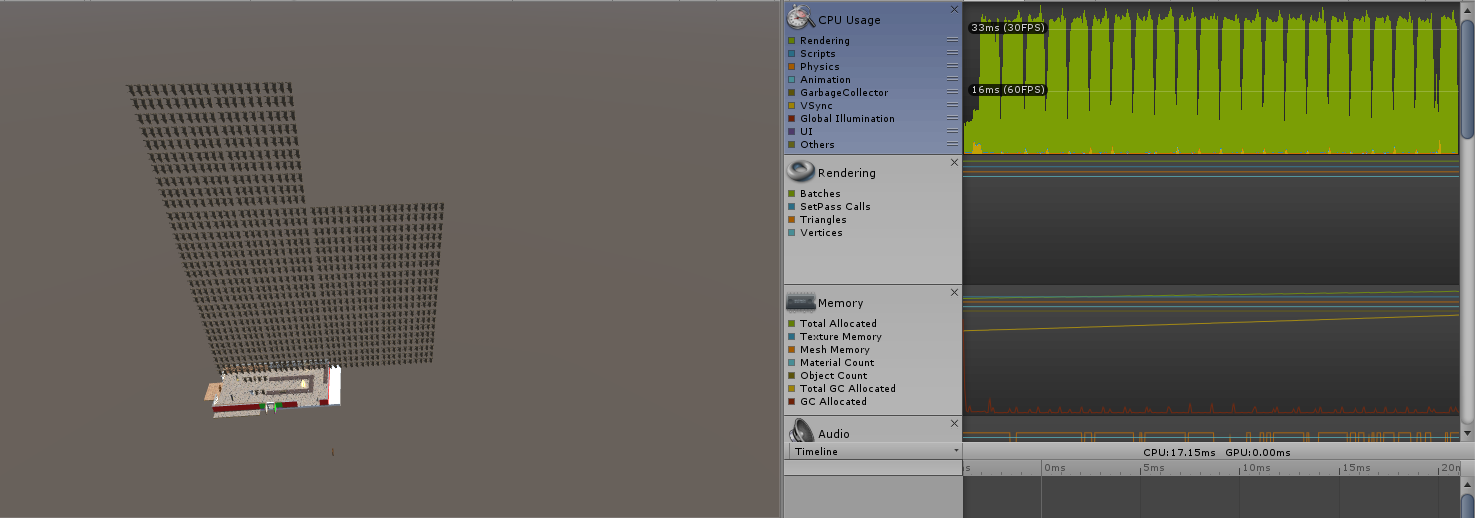 CPU Usage
Rendering
Scripts
Physics
Animation
GarbageCollector
VSync
Global Illumination
UI
Others
33ms (30FPS)
16ms (60FPS)
Rendering
Batches
SetPass Calls
Triangles
Vertices
Memory
Total Allocated
Texture Memory
Mesh Memory
Material Count
Object Count
Total GC Allocated
GC Allocated
Audio
Timeline
CPU:17.15ms GPU:0.00ms
0ms 5ms 10ms 15ms